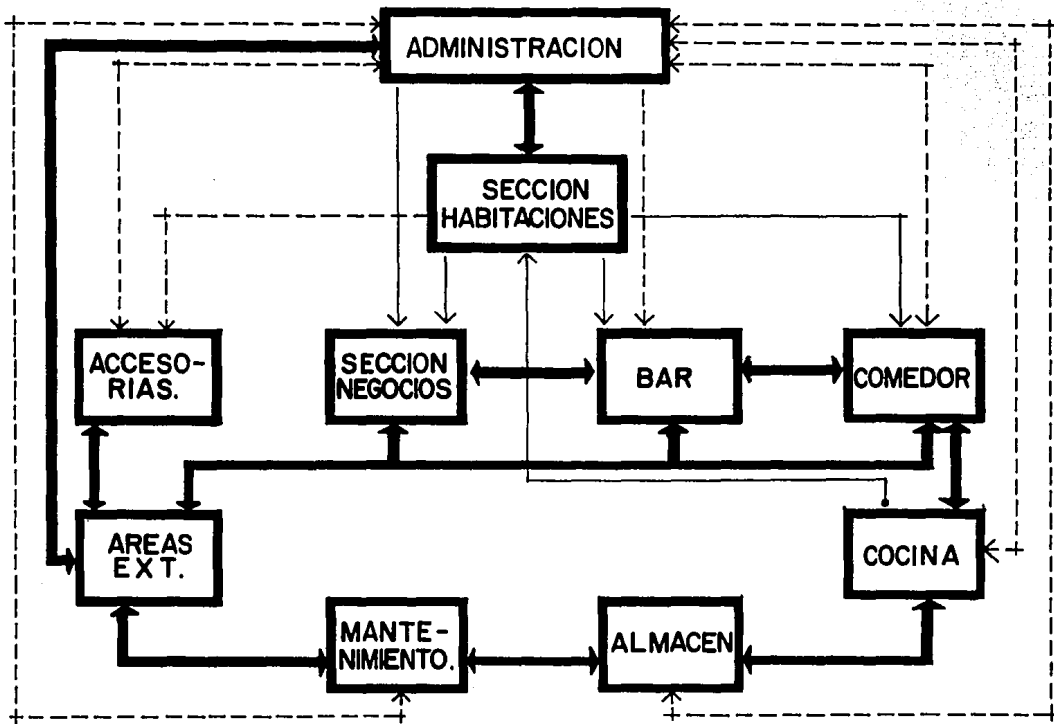 ADMINISTRACION
SECCION
HABITACIONES
ACCESO-
RIAS.
SECCION
NEGOCIOS
BAR
COMEDOR
AREAS
EXT.
COCINA
MANTE-
NIMIENTO.
ALMACEN